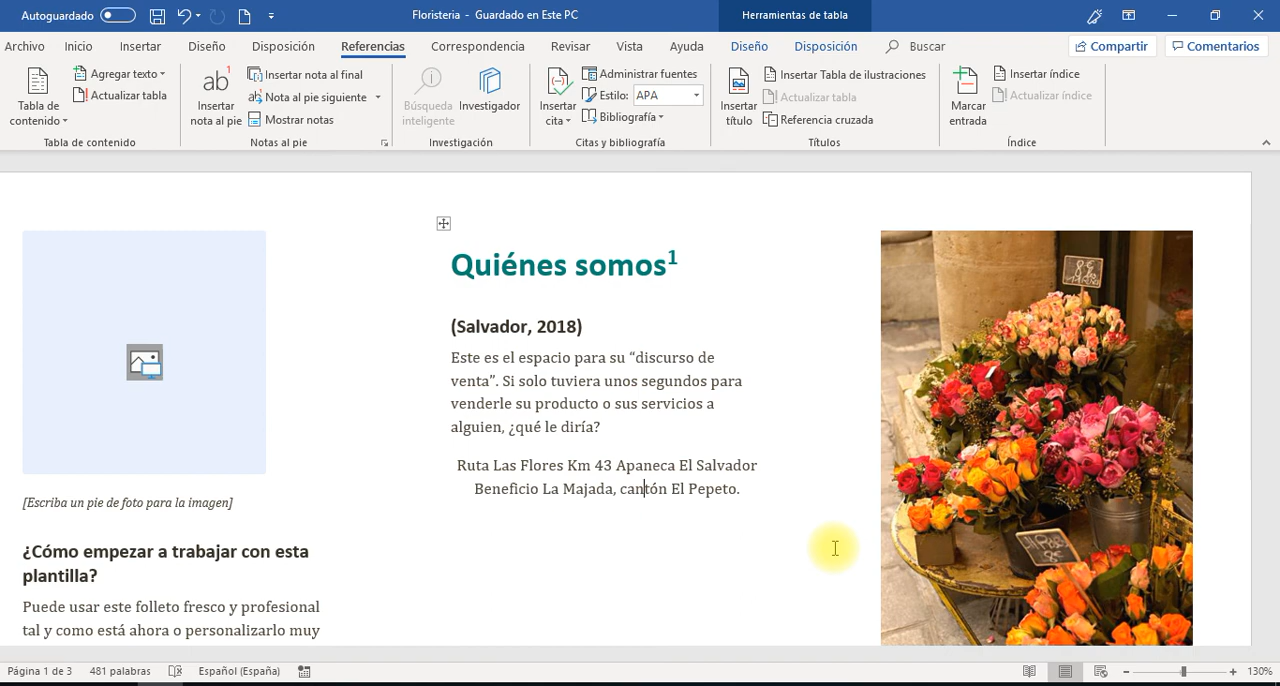 Autoguardado
Floristeria - Guardado en Este PC
Herramientas de tabla
Archivo Inicio Insertar Diseño Disposición Referencias Correspondencia Revisar Vista Ayuda Diseño Disposición Buscar Compartir Comentarios
Tabla de contenido
Agregar texto
Actualizar tabla
Tabla de contenido
ab1
Insertar nota al pie
Insertar nota al final
Nota al pie siguiente
Mostrar notas
Notas al pie
Búsqueda inteligente
Investigador
Investigación
Insertar cita
Administrar fuentes
Estilo: APA
Bibliografía
Citas y bibliografía
Insertar título
Insertar Tabla de ilustraciones
Actualizar tabla
Referencia cruzada
Títulos
Marcar entrada
Insertar índice
Actualizar índice
Índice
[Escriba un pie de foto para la imagen]
¿Cómo empezar a trabajar con esta
plantilla?
Puede usar este folleto fresco y profesional
tal y como está ahora o personalizarlo muy
Quiénes somos1
(Salvador, 2018)
Este es el espacio para su “discurso de
venta”. Si solo tuviera unos segundos para
venderle su producto o sus servicios a
alguien, ¿qué le diría?
Ruta Las Flores Km 43 Apaneca El Salvador
Beneficio La Majada, cantón El Pepeto.
Página 1 de 3 481 palabras Español (España) 130%